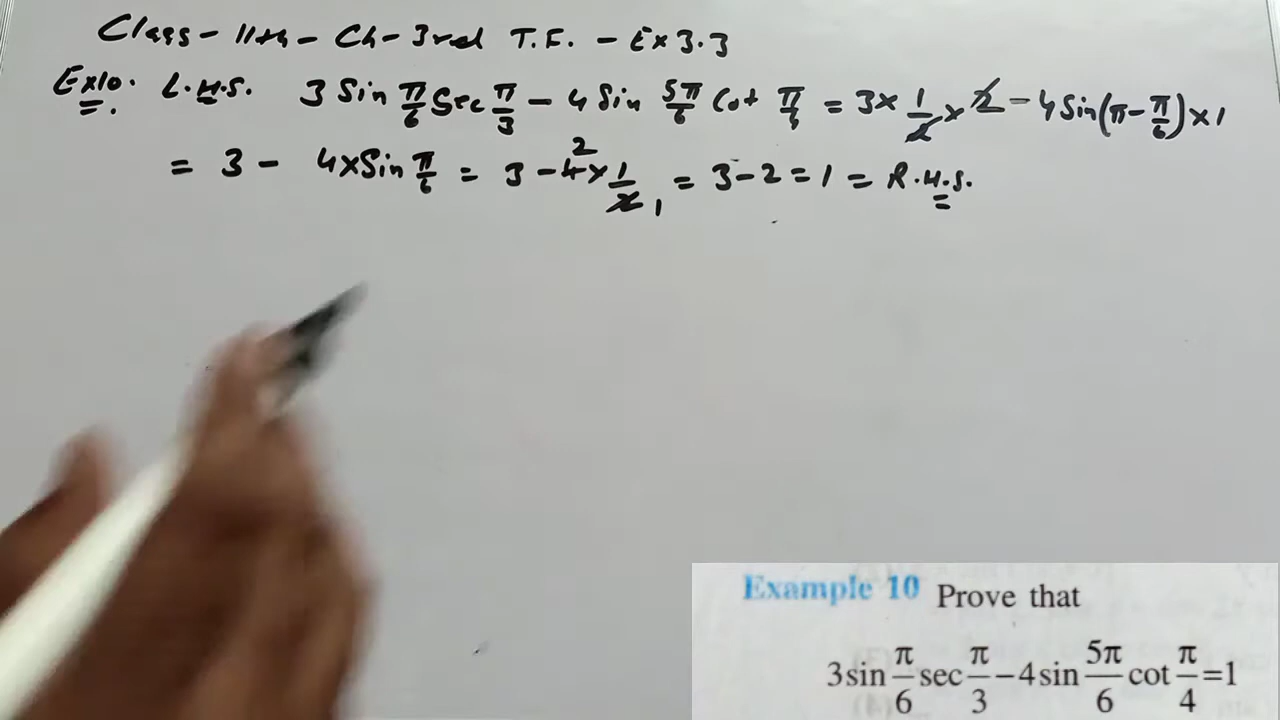 Class - 11th - Ch - 3rd T.F. - Ex 3.3
Ex10. L.H.S. 3 Sin π/6 Sec π/3 - 4 Sin 5π/6 Cot π/4 = 3 × 1/2 × 2 - 4 Sin(π - π/6) × 1
= 3 - 4 × Sin π/6 = 3 - 4 2 × 1/2 1 = 3 - 2 = 1 = R.H.S.
Example 10 Prove that
3 sin π/6 sec π/3 - 4 sin 5π/6 cot π/4 = 1